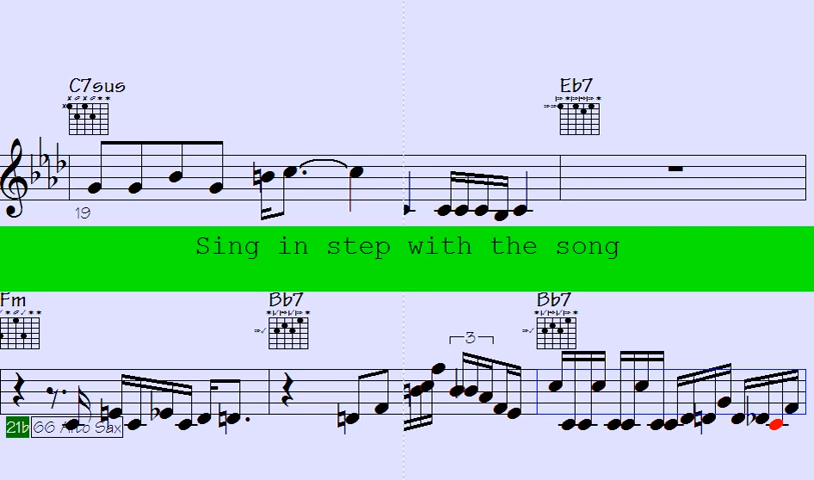 C7sus
Eb7
19
Sing in step with the song
Fm
Bb7
Bb7
3
21b
66 Alto Sax